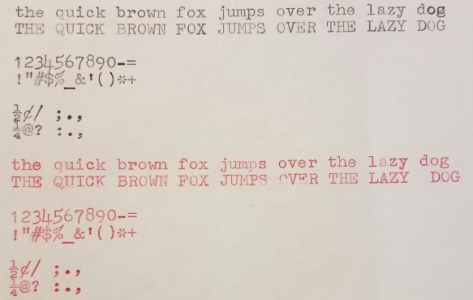 the quick brown fox jumps over the lazy dog
THE QUICK BROWN FOX JUMPS OVER THE LAZY DOG
1234567890-=
!"#$%_&'()*+
½¢/ ;.,
¼@? :.,
the quick brown fox jumps over the lazy dog
THE QUICK BROWN FOX JUMPS OVER THE LAZY  DOG
1234567890-=
!"#$%_&'()*+
½¢/ ;.,
¼@? :.,